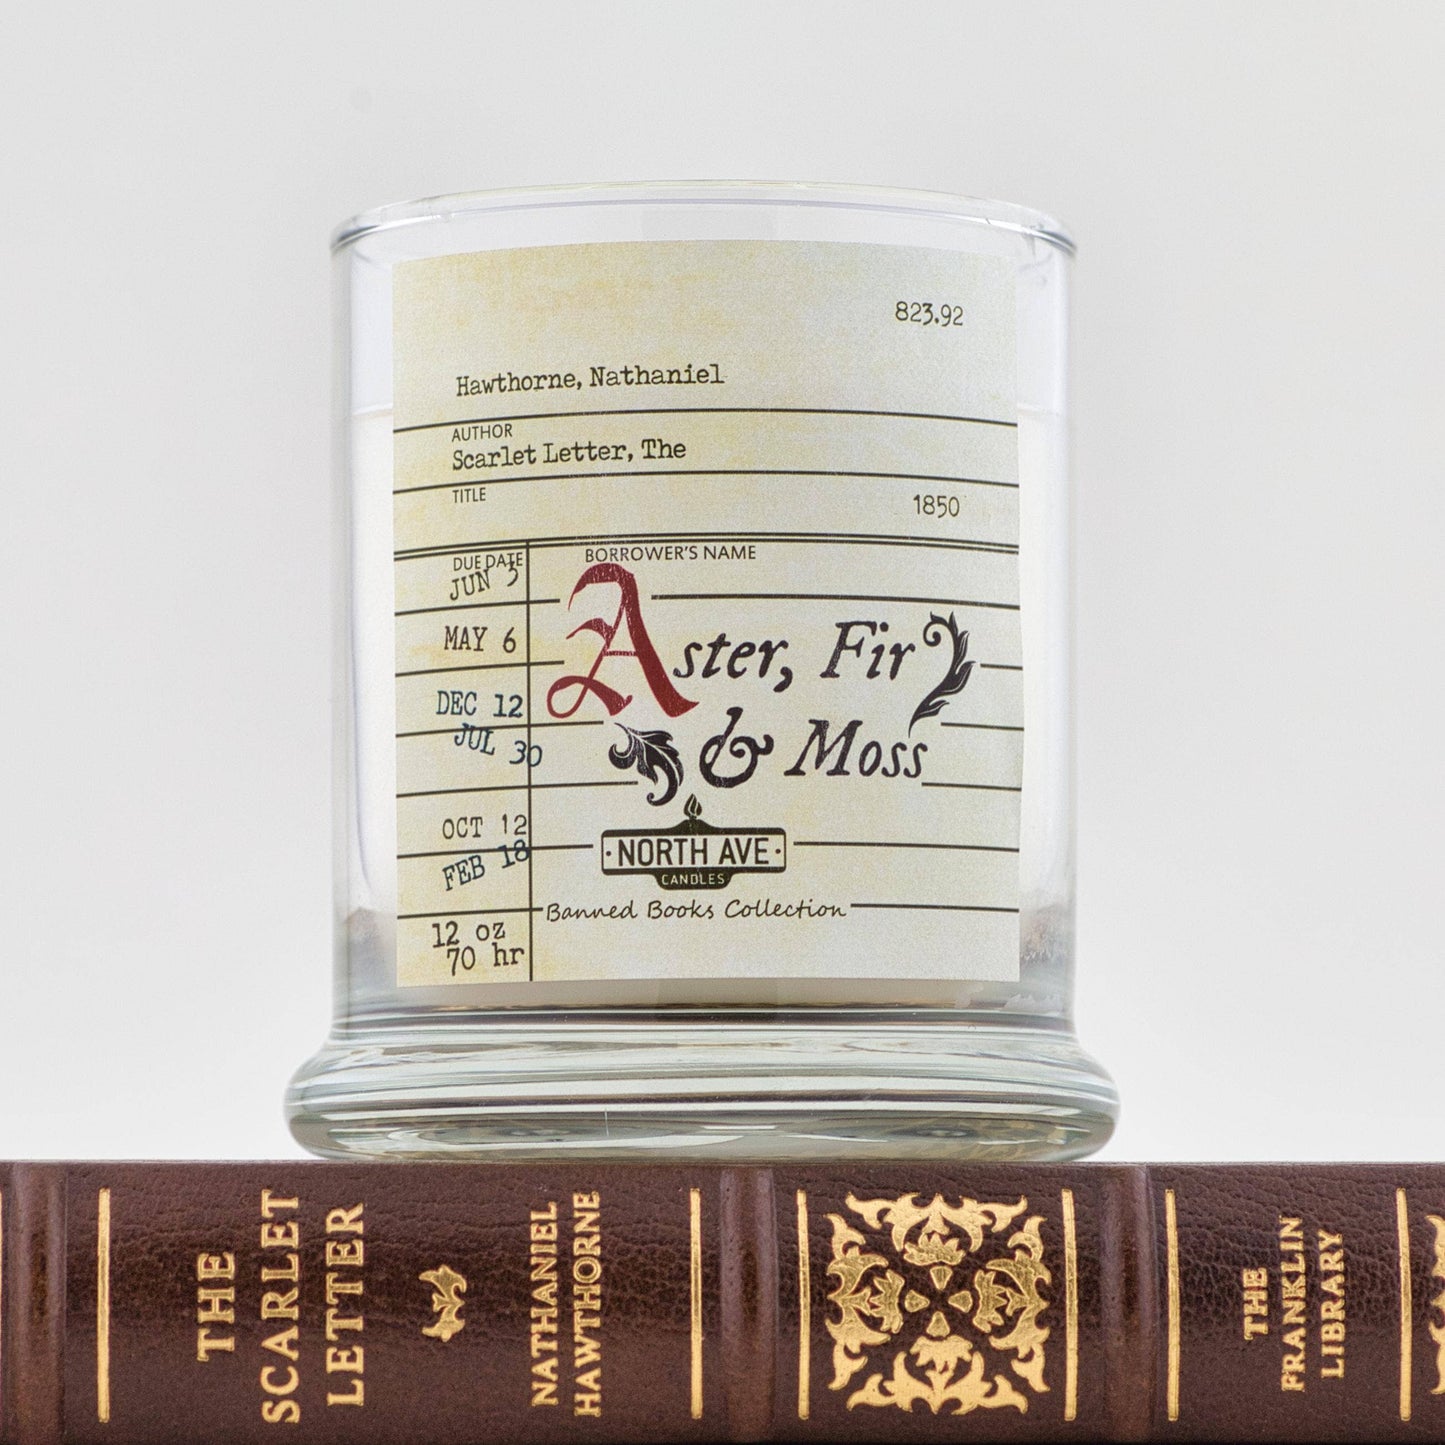 823.92
Hawthorne, Nathaniel
AUTHOR
Scarlet Letter, The
TITLE
1850
DUE DATE
BORROWER'S NAME
JUN 3
MAY 6
DEC 12
JUL 30
OCT 12
FEB 18
12 oz
70 hr
Aster, Fir
& Moss
· NORTH AVE ·
CANDLES
Banned Books Collection
THE
SCARLET
LETTER
NATHANIEL
HAWTHORNE
THE
FRANKLIN
LIBRARY